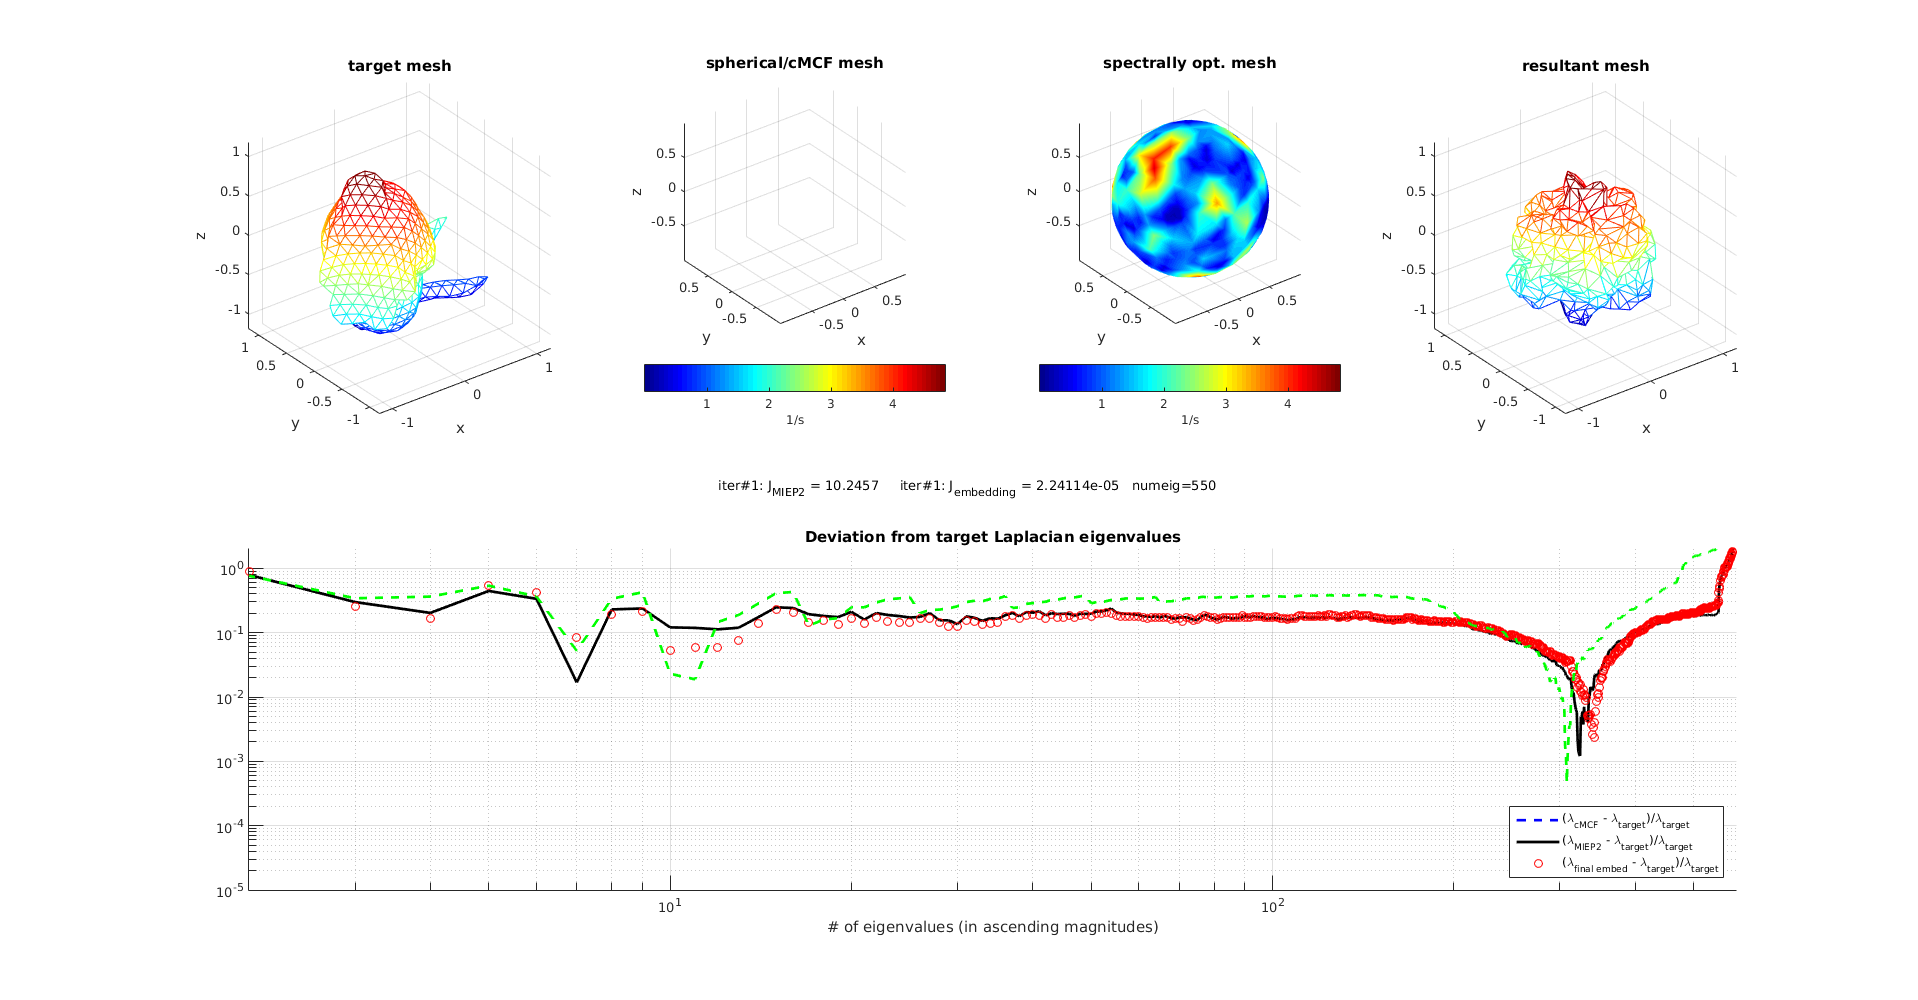 target mesh
spherical/cMCF mesh
spectrally opt. mesh
resultant mesh
1
0.5
0
-0.5
-1
z
1
0.5
0
-0.5
-1
y
-1
0
1
x
0.5
0
-0.5
z
0.5
0
-0.5
y
-0.5
0
0.5
x
1
2
3
4
1/s
0.5
0
-0.5
z
0.5
0
-0.5
y
-0.5
0
0.5
x
1
2
3
4
1/s
1
0.5
0
-0.5
-1
z
1
0.5
0
-0.5
-1
y
-1
0
1
x
iter#1: J_MIEP2 = 10.2457 iter#1: J_embedding = 2.24114e-05 numeig=550
Deviation from target Laplacian eigenvalues
10^0
10^-1
10^-2
10^-3
10^-4
10^-5
10^1
10^2
# of eigenvalues (in ascending magnitudes)
(λ_cMCF - λ_target)/λ_target
(λ_MIEP2 - λ_target)/λ_target
(λ_final embed - λ_target)/λ_target